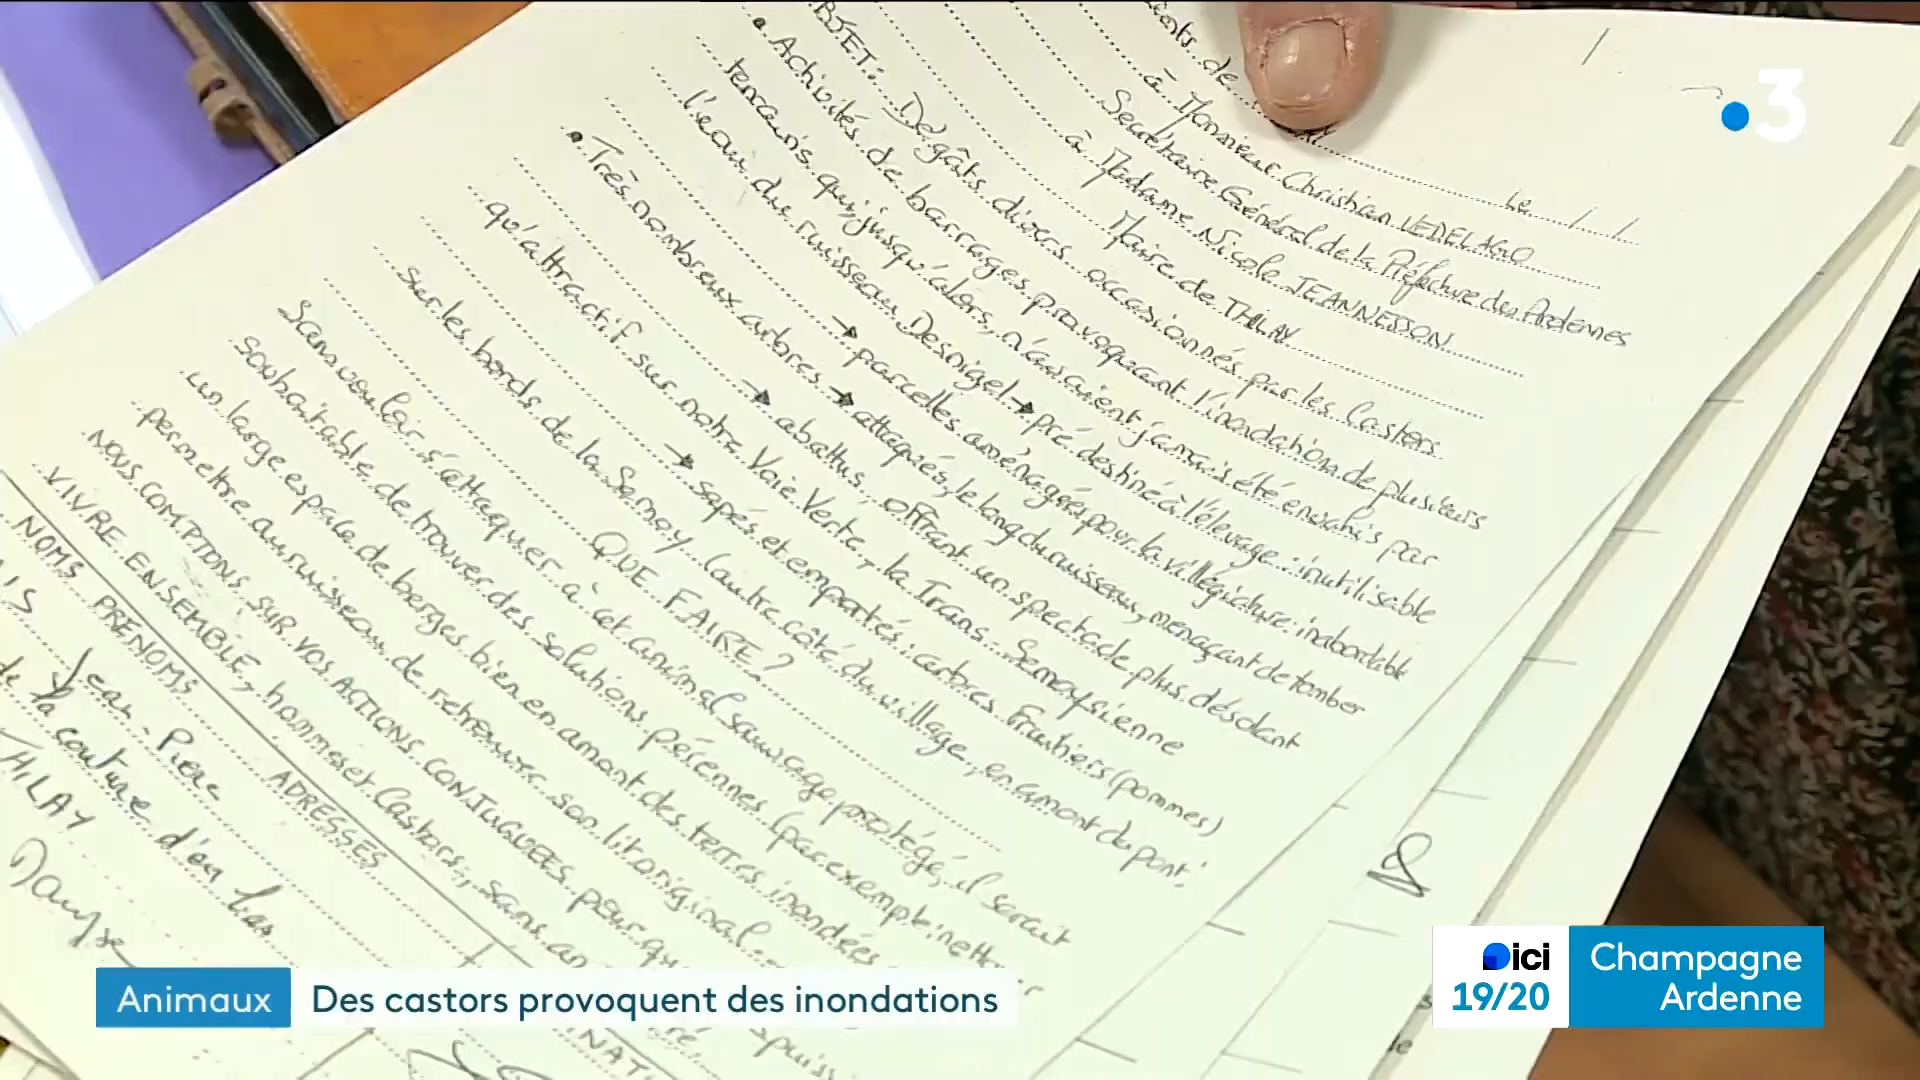 Le / /
à Monsieur Christian VEDELAGO
Secrétaire Général de la Préfecture des Ardennes
à Madame Nicole JEANNESSON
Maire de THILAY
BJET: Dégâts divers occasionnés par les Castors
• Activités de barrages provoquant l'inondation de plusieurs
terrains qui, jusqu'alors, n'avaient jamais été envahis par
l'eau du ruisseau Desnigel → pré destiné à l'élevage: inutilisable
→ parcelles aménagées pour la villégiature: inabordable
• Très nombreux arbres → attaqués, le long du ruisseau, menaçant de tomber
→ abattus, offrant un spectacle plus désolant
qu'attractif sur notre Voie Verte, la Trans-Semoysienne
→ sapés et emportés: arbres fruitiers (pommes)
sur les bords de la Semoy (autre côté du village, en amont du pont)
QUE FAIRE?
Sans vouloir s'attaquer à cet animal sauvage protégé, il serait
souhaitable de trouver des solutions pérennes (par exemple: netto
un large espace de berges bien en amont des terres inondées
permettre au ruisseau de retrouver son lit original...
NOUS COMPTONS SUR VOS ACTIONS CONJUGUÉES pour qu
VIVRE ENSEMBLE, hommes et Castors, sans
NOMS PRENOMS ADRESSES
Jean-Pierre
de la couture d'en bas
THILAY
3
Animaux
Des castors provoquent des inondations
ici
19/20
Champagne
Ardenne